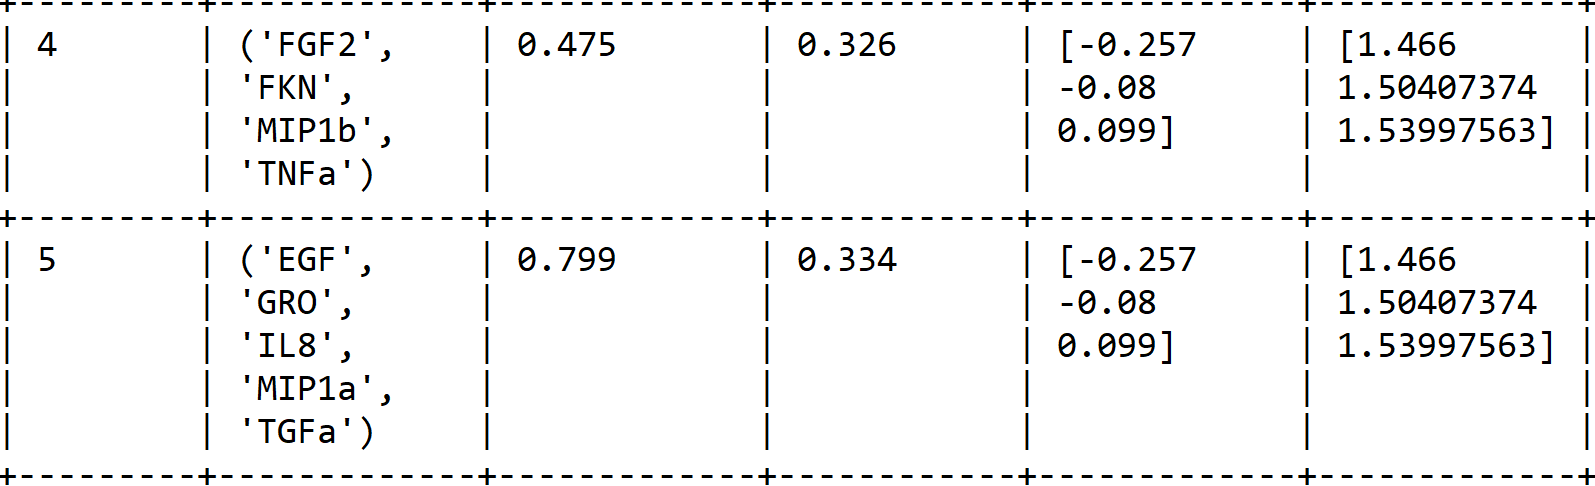 +---------+-------------+-------------+------------+-------------+-------------+
| 4       | ('FGF2',    | 0.475       | 0.326      | [-0.257     | [1.466      |
|         | 'FKN',      |             |            | -0.08       | 1.50407374  |
|         | 'MIP1b',    |             |            | 0.099]      | 1.53997563] |
|         | 'TNFa')     |             |            |             |             |
+---------+-------------+-------------+------------+-------------+-------------+
| 5       | ('EGF',     | 0.799       | 0.334      | [-0.257     | [1.466      |
|         | 'GRO',      |             |            | -0.08       | 1.50407374  |
|         | 'IL8',      |             |            | 0.099]      | 1.53997563] |
|         | 'MIP1a',    |             |            |             |             |
|         | 'TGFa')     |             |            |             |             |
+---------+-------------+-------------+------------+-------------+-------------+